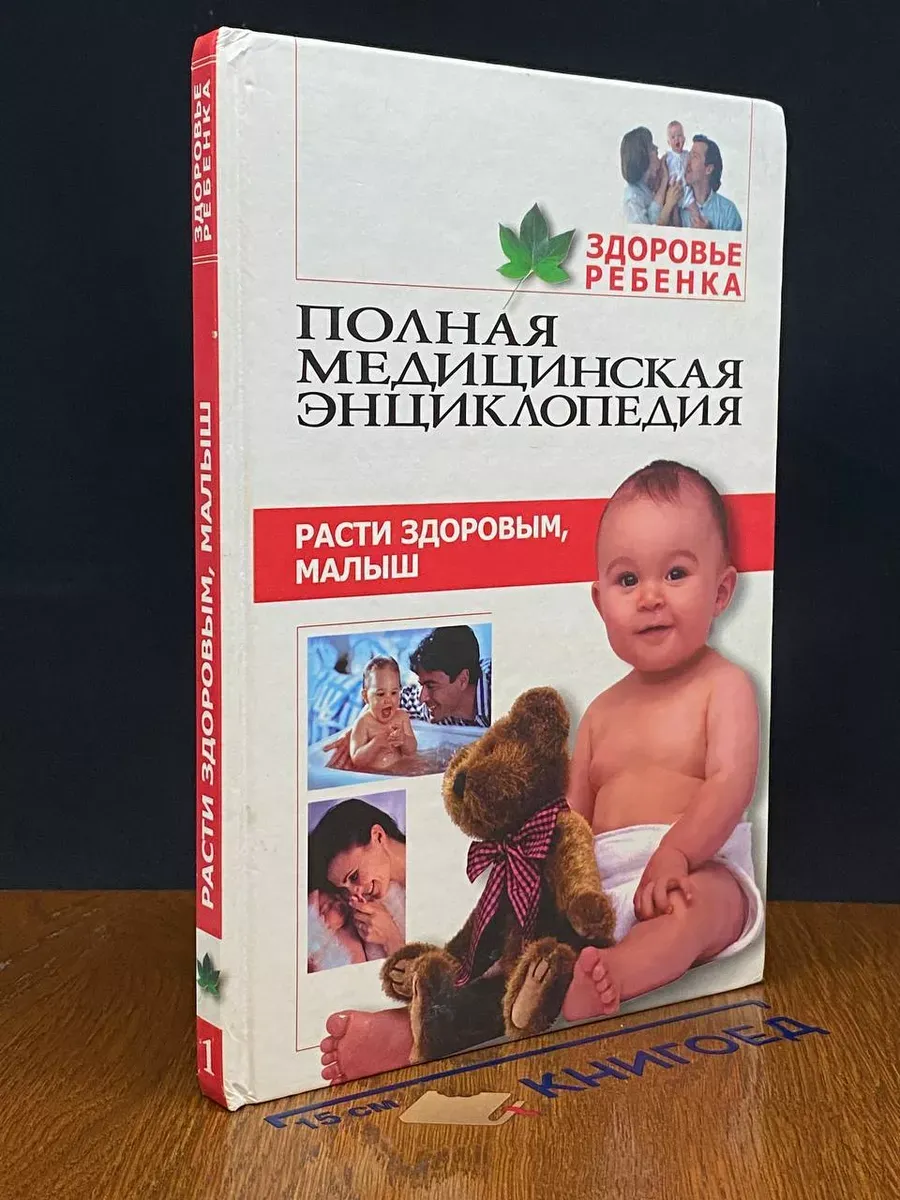 ЗДОРОВЬЕ
РЕБЕНКА
РАСТИ ЗДОРОВЫМ, МАЛЫШ
1
ЗДОРОВЬЕ
РЕБЕНКА
ПОЛНАЯ
МЕДИЦИНСКАЯ
ЭНЦИКЛОПЕДИЯ
РАСТИ ЗДОРОВЫМ,
МАЛЫШ
15 см
КНИГОЕД